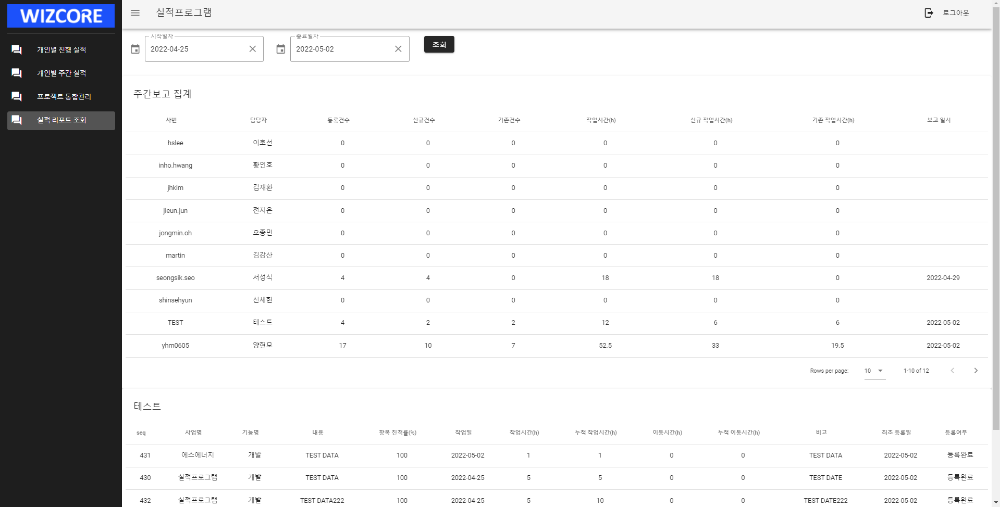 WIZCORE
개인별 진행 실적
개인별 주간 실적
프로젝트 통합관리
실적 리포트 조회
실적프로그램
로그아웃
시작일자
2022-04-25
종료일자
2022-05-02
조회
주간보고 집계
사번 담당자 등록건수 신규건수 기존건수 작업시간(h) 신규 작업시간(h) 기존 작업시간(h) 보고 일시
hslee 이호선 0 0 0 0 0 0
inho.hwang 황인호 0 0 0 0 0 0
jhkim 김재환 0 0 0 0 0 0
jieun.jun 전지은 0 0 0 0 0 0
jongmin.oh 오종민 0 0 0 0 0 0
martin 김강산 0 0 0 0 0 0
seongsik.seo 서성식 4 4 0 18 18 0 2022-04-29
shinsehyun 신세현 0 0 0 0 0 0
TEST 테스트 4 2 2 12 6 6 2022-05-02
yhm0605 양현모 17 10 7 52.5 33 19.5 2022-05-02
Rows per page: 10 1-10 of 12
테스트
seq 사업명 기능명 내용 항목 진척률(%) 작업일 작업시간(h) 누적 작업시간(h) 이동시간(h) 누적 이동시간(h) 비고 최초 등록일 등록여부
431 에스에너지 개발 TEST DATA 100 2022-05-02 1 1 0 0 TEST DATA 2022-05-02 등록완료
430 실적프로그램 개발 TEST DATA 100 2022-04-25 5 5 0 0 TEST DATE 2022-05-02 등록완료
432 실적프로그램 개발 TEST DATA222 100 2022-04-25 5 10 0 0 TEST DATE222 2022-05-02 등록완료